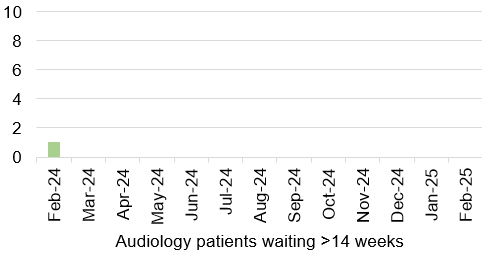 10
8
6
4
2
0
Feb-24
Mar-24
Apr-24
May-24
Jun-24
Jul-24
Aug-24
Sep-24
Oct-24
Nov-24
Dec-24
Jan-25
Feb-25
Audiology patients waiting >14 weeks